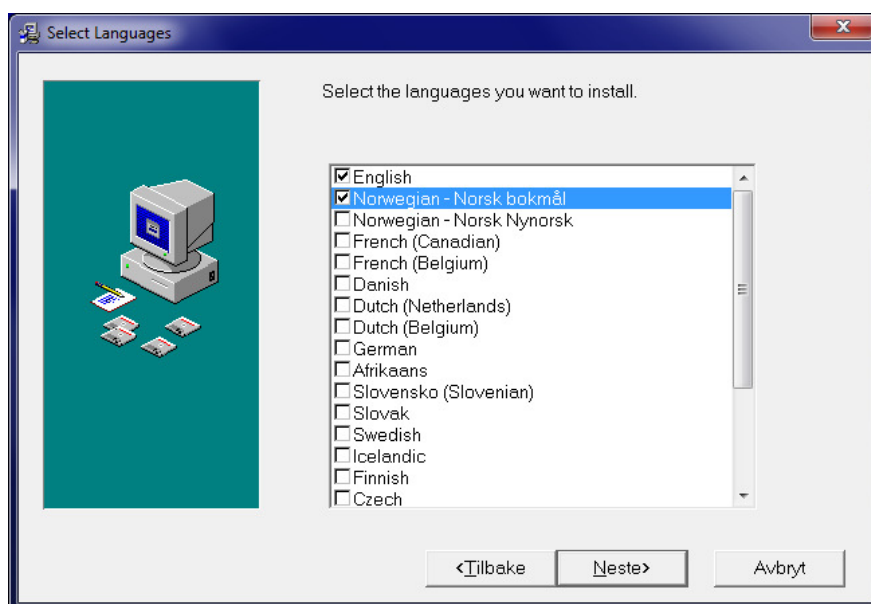 Select Languages
Select the languages you want to install.
English
Norwegian - Norsk bokmål
Norwegian - Norsk Nynorsk
French (Canadian)
French (Belgium)
Danish
Dutch (Netherlands)
Dutch (Belgium)
German
Afrikaans
Slovensko (Slovenian)
Slovak
Swedish
Icelandic
Finnish
Czech
<Tilbake Neste> Avbryt